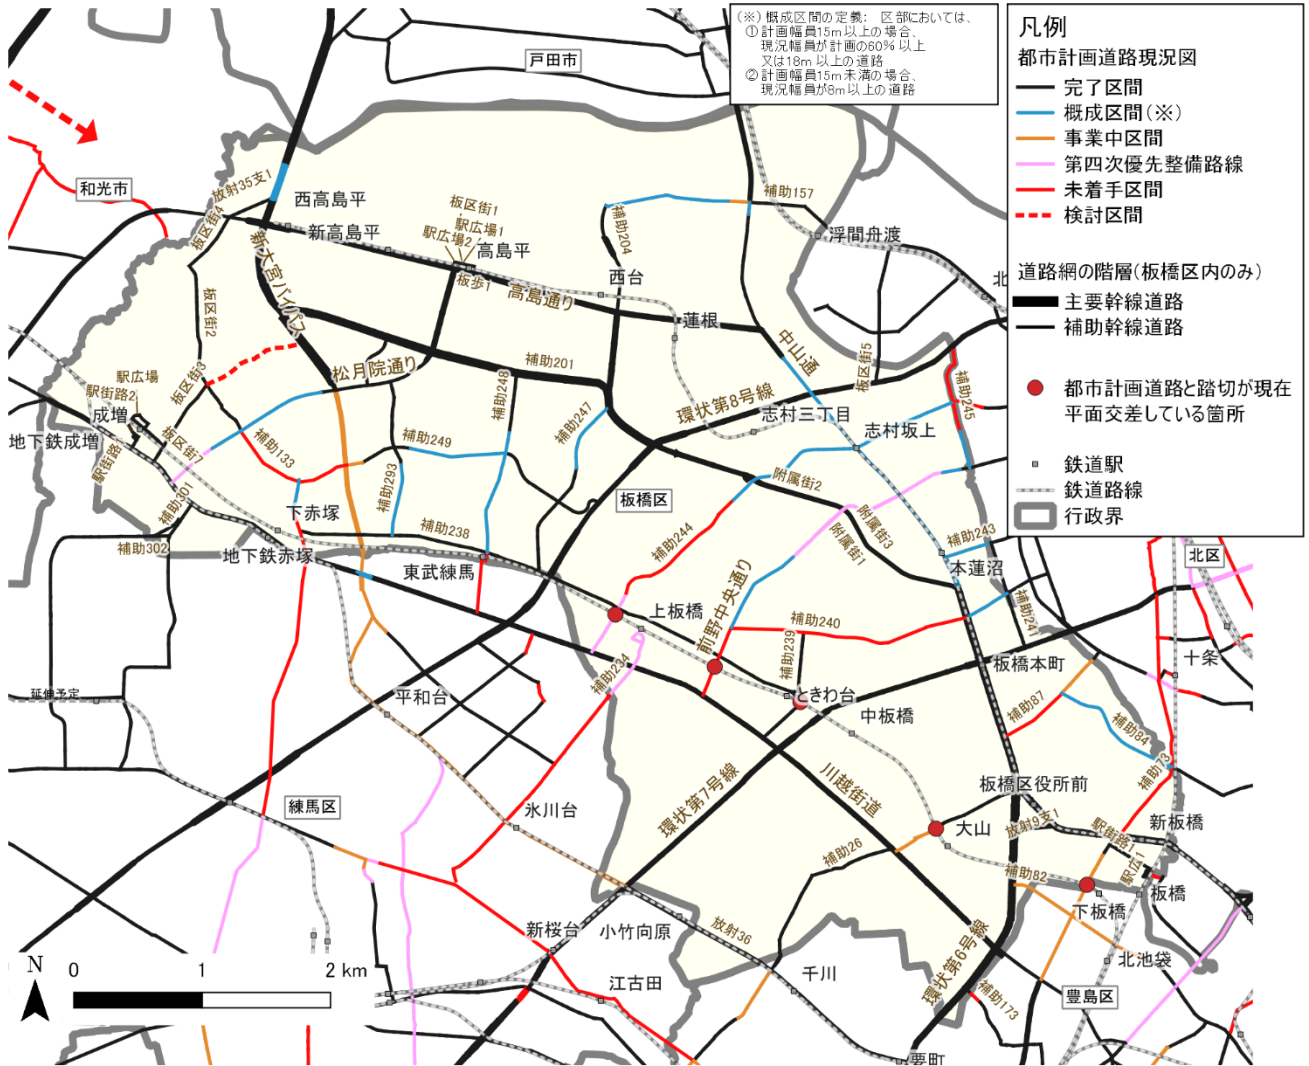 (※)概成区間の定義: 区部においては、
①計画幅員15m以上の場合、
現況幅員が計画の60%以上
又は18m以上の道路
②計画幅員15m未満の場合、
現況幅員が8m以上の道路
凡例
都市計画道路現況図
完了区間
概成区間(※)
事業中区間
第四次優先整備路線
未着手区間
検討区間
道路網の階層(板橋区内のみ)
主要幹線道路
補助幹線道路
都市計画道路と踏切が現在
平面交差している箇所
鉄道駅
鉄道路線
行政界
戸田市
和光市
放射35支1
西高島平
板区街4
新高島平
板区街1
駅広場1
駅広場2
高島平
板歩1
高島通り
補助157
補助204
浮間舟渡
西台
北
蓮根
新大宮バイパス
板区街2
中山道
補助201
松月院通り
板区街5
駅広場
駅街路2
板区街3
成増
地下鉄成増
駅街路
板区街7
補助133
補助249
補助248
補助247
環状第8号線
志村三丁目
志村坂上
補助245
補助293
附属街2
板橋区
補助301
下赤塚
補助238
補助244
附属街3
附属街1
補助243
補助302
地下鉄赤塚
東武練馬
本蓮沼
北区
上板橋
前野中央通り
補助240
補助241
補助239
補助234
板橋本町
十条
延伸予定
平和台
ときわ台
中板橋
補助87
補助84
補助73
川越街道
板橋区役所前
環状第7号線
練馬区
氷川台
大山
放射9支1
駅街路1
新板橋
補助26
補助82
駅広1
板橋
下板橋
放射36
新桜台
小竹向原
環状第6号線
北池袋
千川
江古田
補助173
豊島区
要町
N
0
1
2 km